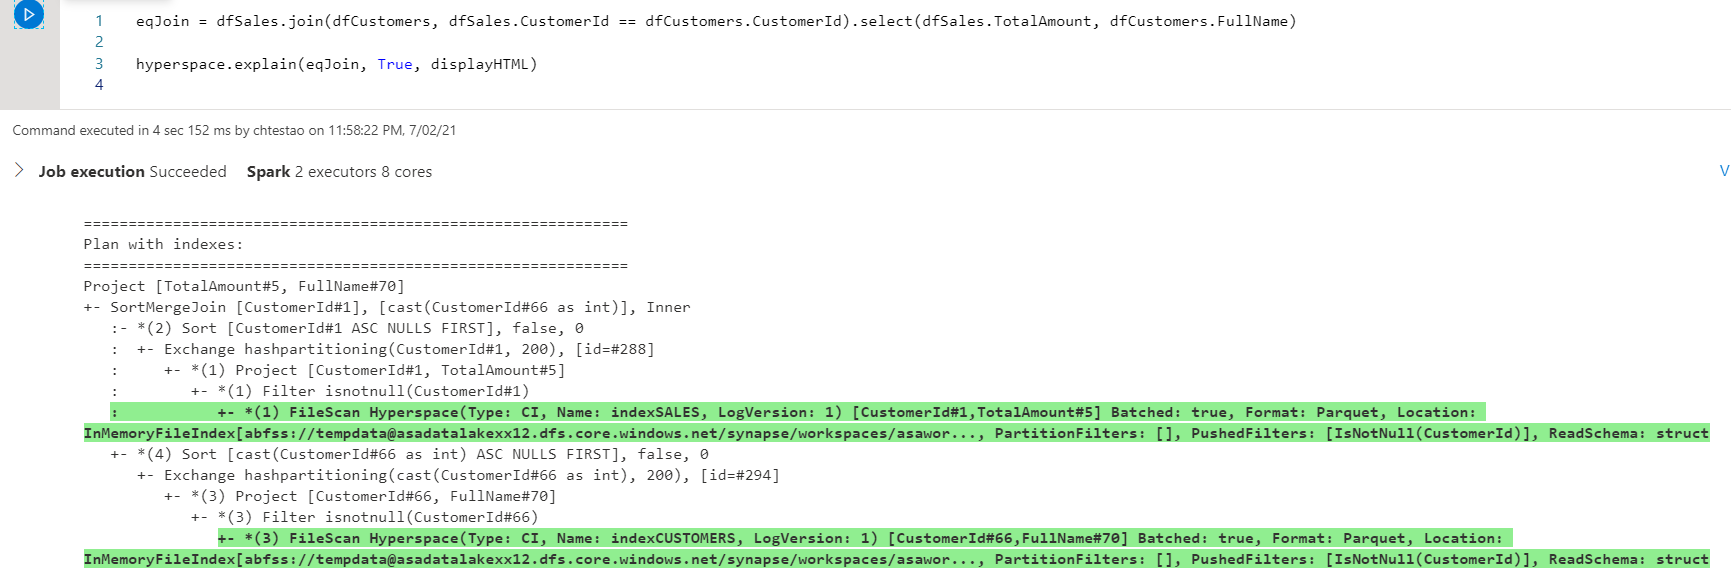 1 eqJoin = dfSales.join(dfCustomers, dfSales.CustomerId == dfCustomers.CustomerId).select(dfSales.TotalAmount, dfCustomers.FullName)
2
3 hyperspace.explain(eqJoin, True, displayHTML)
4
Command executed in 4 sec 152 ms by chtestao on 11:58:22 PM, 7/02/21
Job execution Succeeded Spark 2 executors 8 cores V
=============================================================
Plan with indexes:
=============================================================
Project [TotalAmount#5, FullName#70]
+- SortMergeJoin [CustomerId#1], [cast(CustomerId#66 as int)], Inner
   :- *(2) Sort [CustomerId#1 ASC NULLS FIRST], false, 0
   :  +- Exchange hashpartitioning(CustomerId#1, 200), [id=#288]
   :     +- *(1) Project [CustomerId#1, TotalAmount#5]
   :        +- *(1) Filter isnotnull(CustomerId#1)
   :           +- *(1) FileScan Hyperspace(Type: CI, Name: indexSALES, LogVersion: 1) [CustomerId#1,TotalAmount#5] Batched: true, Format: Parquet, Location:
InMemoryFileIndex[abfss://tempdata@asadatalakexx12.dfs.core.windows.net/synapse/workspaces/asawor..., PartitionFilters: [], PushedFilters: [IsNotNull(CustomerId)], ReadSchema: struct
   +- *(4) Sort [cast(CustomerId#66 as int) ASC NULLS FIRST], false, 0
      +- Exchange hashpartitioning(cast(CustomerId#66 as int), 200), [id=#294]
         +- *(3) Project [CustomerId#66, FullName#70]
            +- *(3) Filter isnotnull(CustomerId#66)
               +- *(3) FileScan Hyperspace(Type: CI, Name: indexCUSTOMERS, LogVersion: 1) [CustomerId#66,FullName#70] Batched: true, Format: Parquet, Location:
InMemoryFileIndex[abfss://tempdata@asadatalakexx12.dfs.core.windows.net/synapse/workspaces/asawor..., PartitionFilters: [], PushedFilters: [IsNotNull(CustomerId)], ReadSchema: struct